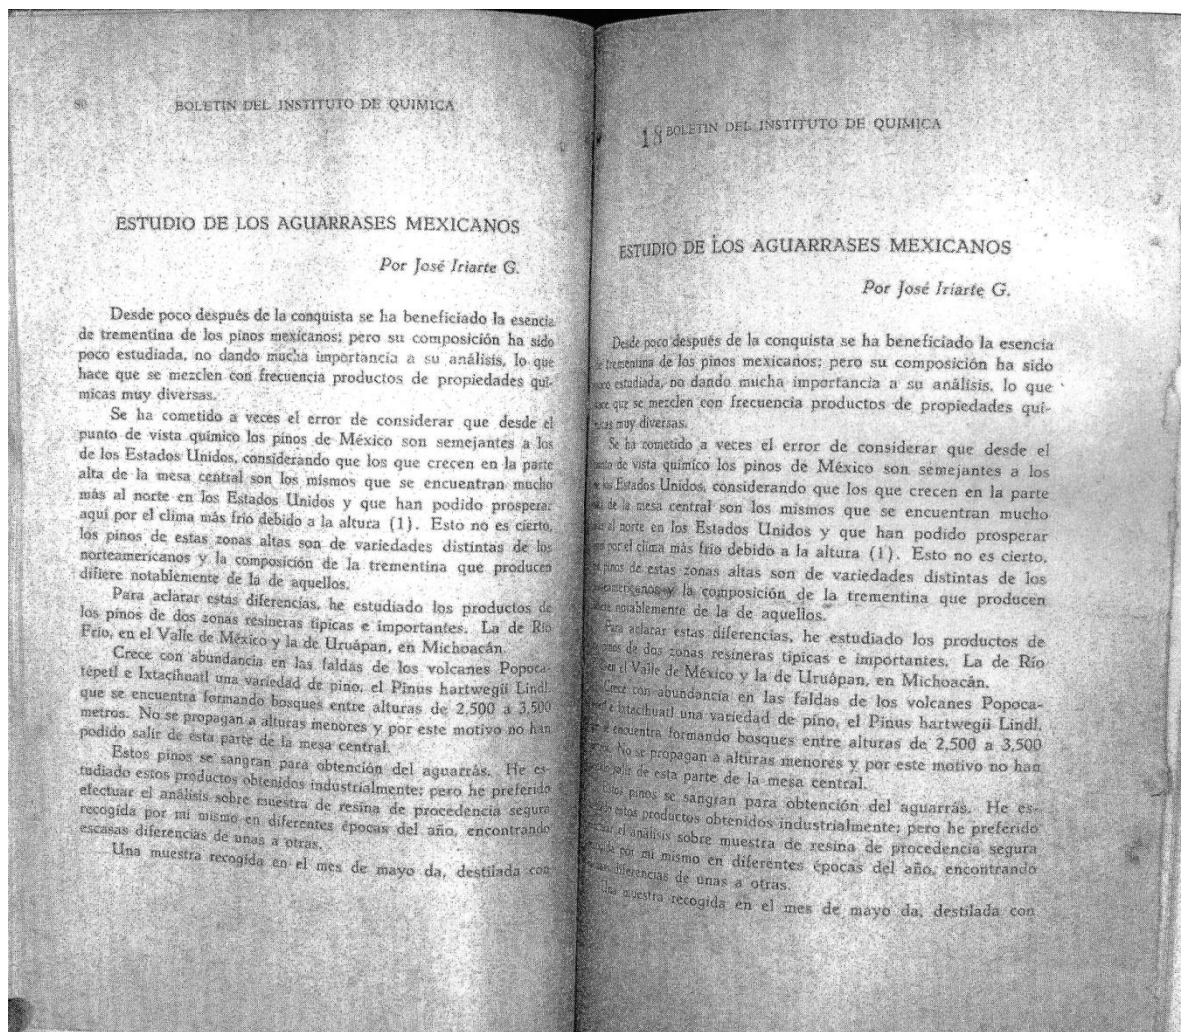 80 BOLETIN DEL INSTITUTO DE QUIMICA
ESTUDIO DE LOS AGUARRASES MEXICANOS
Por José Iriarte G.
Desde poco después de la conquista se ha beneficiado la esencia
de trementina de los pinos mexicanos; pero su composición ha sido
poco estudiada, no dando mucha importancia a su análisis, lo que
hace que se mezclen con frecuencia productos de propiedades quí-
micas muy diversas.
Se ha cometido a veces el error de considerar que desde el
punto de vista químico los pinos de México son semejantes a los
de los Estados Unidos, considerando que los que crecen en la parte
alta de la mesa central son los mismos que se encuentran mucho
más al norte en los Estados Unidos y que han podido prosperar
aquí por el clima más frío debido a la altura (1). Esto no es cierto,
los pinos de estas zonas altas son de variedades distintas de los
norteamericanos y la composición de la trementina que producen
difiere notablemente de la de aquellos.
Para aclarar estas diferencias, he estudiado los productos de
los pinos de dos zonas resineras típicas e importantes. La de Río
Frío, en el Valle de México y la de Uruápan, en Michoacán.
Crece con abundancia en las faldas de los volcanes Popoca-
tépetl e Ixtacíhuatl una variedad de pino, el Pinus hartwegii Lindl.
que se encuentra formando bosques entre alturas de 2,500 a 3,500
metros. No se propagan a alturas menores y por este motivo no han
podido salir de esta parte de la mesa central.
Estos pinos se sangran para obtención del aguarrás. He es-
tudiado estos productos obtenidos industrialmente; pero he preferido
efectuar el análisis sobre muestra de resina de procedencia segura
recogida por mí mismo en diferentes épocas del año, encontrando
escasas diferencias de unas a otras.
Una muestra recogida en el mes de mayo da, destilada con
18 BOLETIN DEL INSTITUTO DE QUIMICA
ESTUDIO DE LOS AGUARRASES MEXICANOS
Por José Iriarte G.
Desde poco después de la conquista se ha beneficiado la esencia
trementina de los pinos mexicanos; pero su composición ha sido
estudiada, no dando mucha importancia a su análisis, lo que
que se mezclen con frecuencia productos de propiedades quí-
muy diversas.
Se ha cometido a veces el error de considerar que desde el
de vista químico los pinos de México son semejantes a los
los Estados Unidos, considerando que los que crecen en la parte
de la mesa central son los mismos que se encuentran mucho
al norte en los Estados Unidos y que han podido prosperar
por el clima más frío debido a la altura (1). Esto no es cierto,
pinos de estas zonas altas son de variedades distintas de los
y la composición de la trementina que producen
notablemente de la de aquellos.
Para aclarar estas diferencias, he estudiado los productos de
pinos de dos zonas resineras típicas e importantes. La de Río
en el Valle de México y la de Uruápan, en Michoacán.
Crece con abundancia en las faldas de los volcanes Popoca-
e Ixtacíhuatl una variedad de pino, el Pinus hartwegii Lindl.
se encuentra formando bosques entre alturas de 2,500 a 3,500
No se propagan a alturas menores y por este motivo no han
salir de esta parte de la mesa central.
Estos pinos se sangran para obtención del aguarrás. He es-
estos productos obtenidos industrialmente; pero he preferido
el análisis sobre muestra de resina de procedencia segura
por mí mismo en diferentes épocas del año, encontrando
diferencias de unas a otras.
Una muestra recogida en el mes de mayo da, destilada con